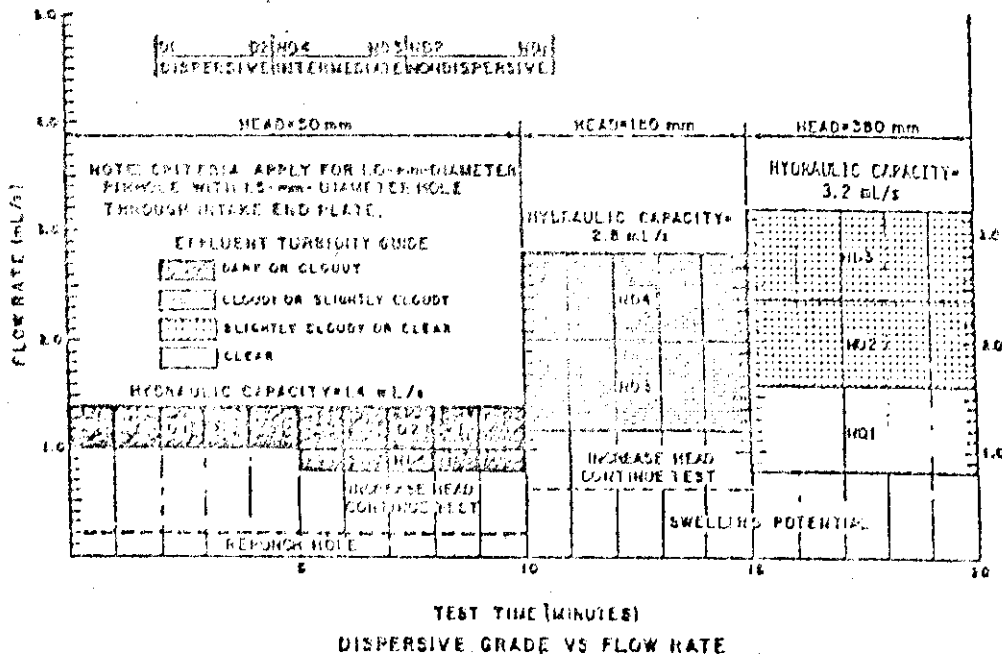 5.0
D1 D2 ND4 ND3 ND2 ND1
DISPERSIVE INTERMEDIATE NONDISPERSIVE
4.0
HEAD=50 mm HEAD=180 mm HEAD=380 mm
NOTE: CRITERIA APPLY FOR 1.0-mm-DIAMETER
PINHOLE WITH 1.5-mm-DIAMETER HOLE
THROUGH INTAKE END PLATE.
HYDRAULIC CAPACITY=
3.2 mL/s
HYDRAULIC CAPACITY=
2.8 mL/s
3.0 3.0
EFFLUENT TURBIDITY GUIDE
DARK OR CLOUDY
CLOUDY OR SLIGHTLY CLOUDY
SLIGHTLY CLOUDY OR CLEAR
CLEAR
FLOW RATE (mL/s)
ND4
ND3
2.0 ND2 2.0
ND3
HYDRAULIC CAPACITY=1.4 mL/s
D1 D2
1.0 ND1 1.0
INCREASE HEAD
CONTINUE TEST
INCREASE HEAD
CONTINUE TEST
SWELLING POTENTIAL
REPUNCH HOLE
5 10 15 20
TEST TIME (MINUTES)
DISPERSIVE GRADE VS FLOW RATE